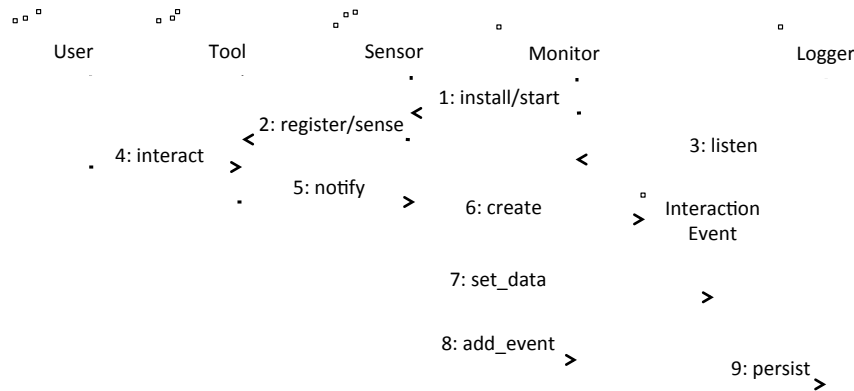 User
Tool
Sensor
Monitor
Logger
1: install/start
2: register/sense
3: listen
4: interact
5: notify
6: create
Interaction
Event
7: set_data
8: add_event
9: persist